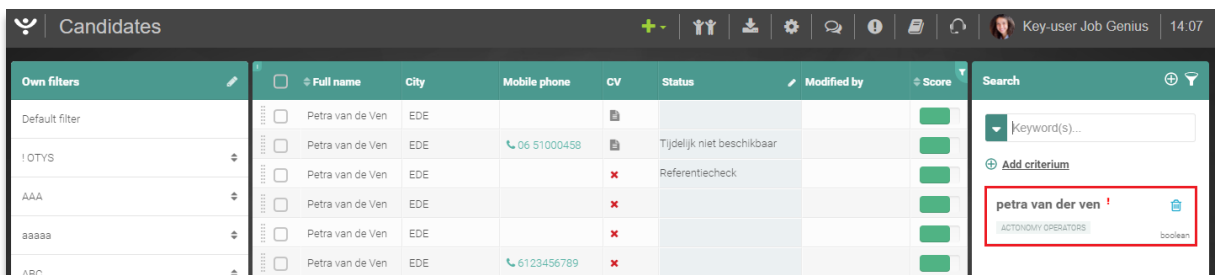 Candidates
Key-user Job Genius
14:07
Own filters
Full name City Mobile phone CV Status Modified by Score
Search
Default filter
! OTYS
AAA
aaaaa
ABC
Petra van de Ven EDE
Petra van de Ven EDE 06 51000458 Tijdelijk niet beschikbaar
Petra van de Ven EDE Referentiecheck
Petra van de Ven EDE
Petra van de Ven EDE
Petra van de Ven EDE 6123456789
Keyword(s)...
Add criterium
petra van der ven !
ACTONOMY OPERATORS
boolean